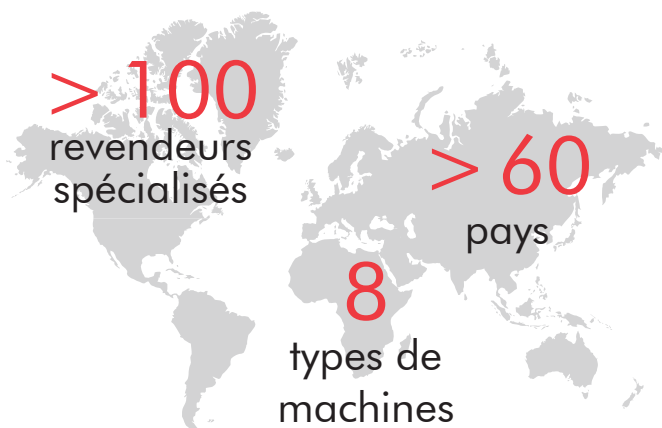 > 100
revendeurs
spécialisés
> 60
pays
8
types de
machines